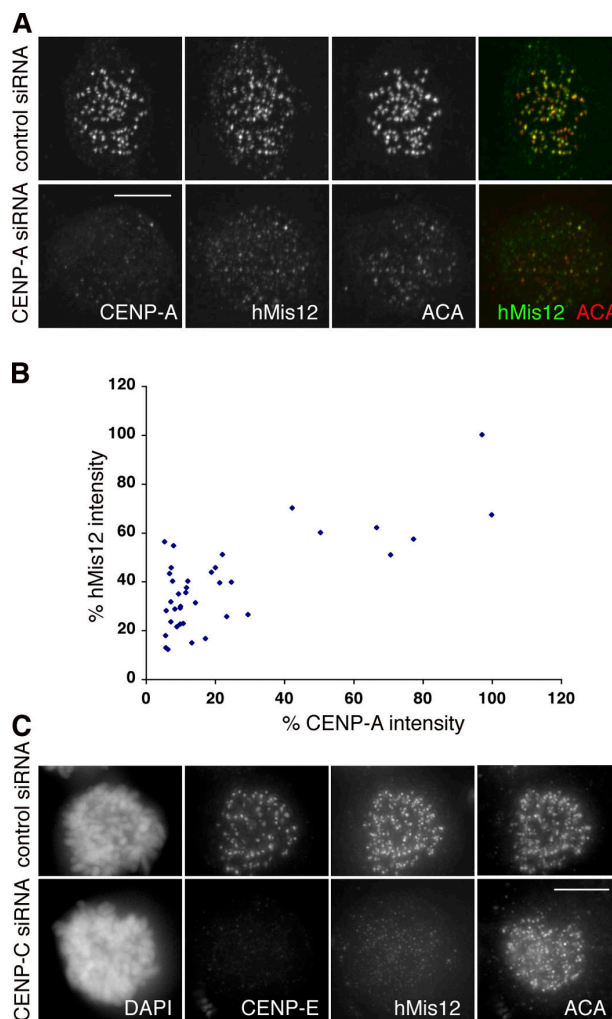 A
control siRNA
CENP-A siRNA
CENP-A
hMis12
ACA
hMis12 ACA
B
120
100
80
60
40
20
0
% hMis12 intensity
0 20 40 60 80 100 120
% CENP-A intensity
C
control siRNA
CENP-C siRNA
DAPI
CENP-E
hMis12
ACA